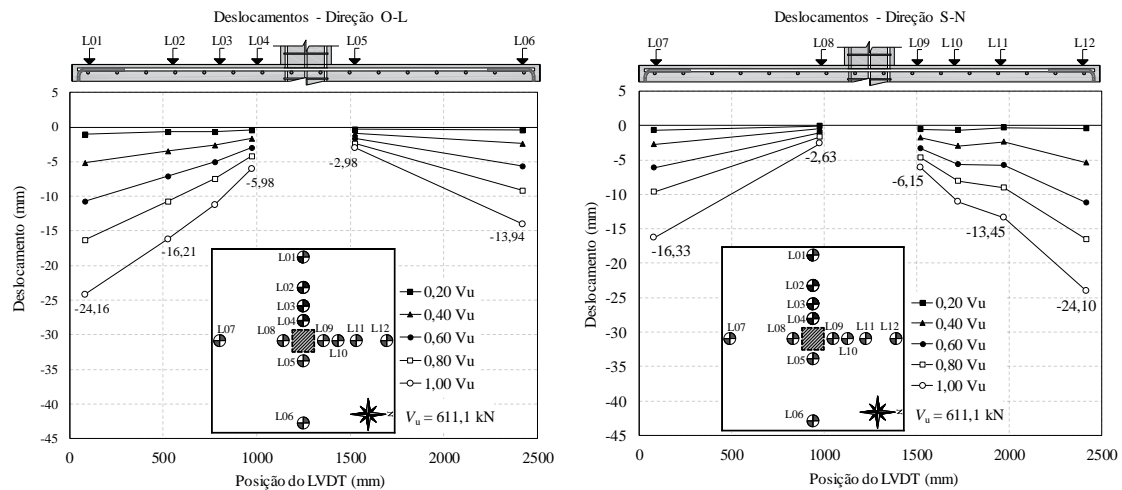 Deslocamentos - Direção O-L
L01 L02 L03 L04 L05 L06
5
0
-5
-10
-15
-20
-25
-30
-35
-40
-45
Deslocamento (mm)
-2,98
-5,98
-13,94
-16,21
-24,16
L01
L02
L03
L04
L07 L08 L09 L11 L12
L10
L05
L06
N
0,20 Vu
0,40 Vu
0,60 Vu
0,80 Vu
1,00 Vu
Vu = 611,1 kN
0 500 1000 1500 2000 2500
Posição do LVDT (mm)
Deslocamentos - Direção S-N
L07 L08 L09 L10 L11 L12
5
0
-5
-10
-15
-20
-25
-30
-35
-40
-45
Deslocamento (mm)
-2,63
-6,15
-13,45
-16,33
-24,10
L01
L02
L03
L04
L07 L08 L09 L11 L12
L10
L05
L06
N
0,20 Vu
0,40 Vu
0,60 Vu
0,80 Vu
1,00 Vu
Vu = 611,1 kN
0 500 1000 1500 2000 2500
Posição do LVDT (mm)